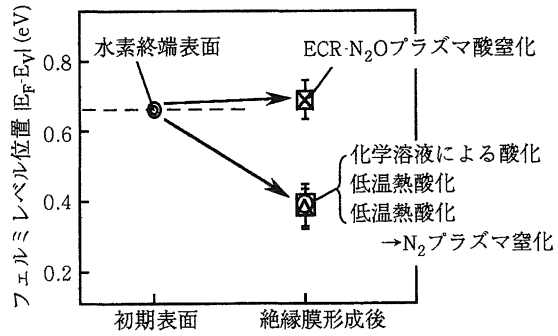 フェルミレベル位置 |E_F-E_V| (eV)
0.8
0.6
0.4
0.2
水素終端表面
ECR-N₂Oプラズマ酸窒化
化学溶液による酸化
低温熱酸化
低温熱酸化
→N₂プラズマ窒化
初期表面
絶縁膜形成後